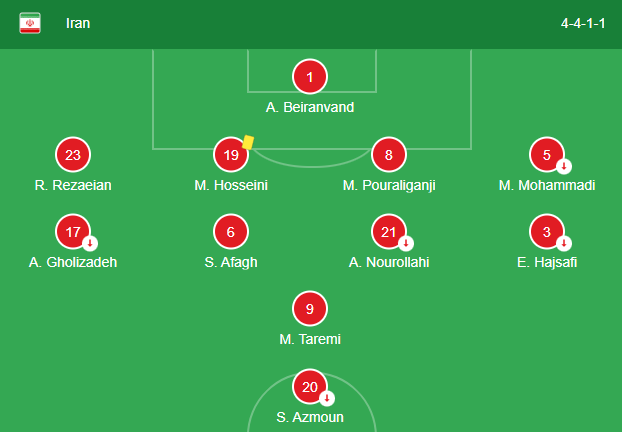 Iran 4-4-1-1
1
A. Beiranvand
23 19 8 5
R. Rezaeian M. Hosseini M. Pouraliganji M. Mohammadi
17 6 21 3
A. Gholizadeh S. Afagh A. Nourollahi E. Hajsafi
9
M. Taremi
20
S. Azmoun